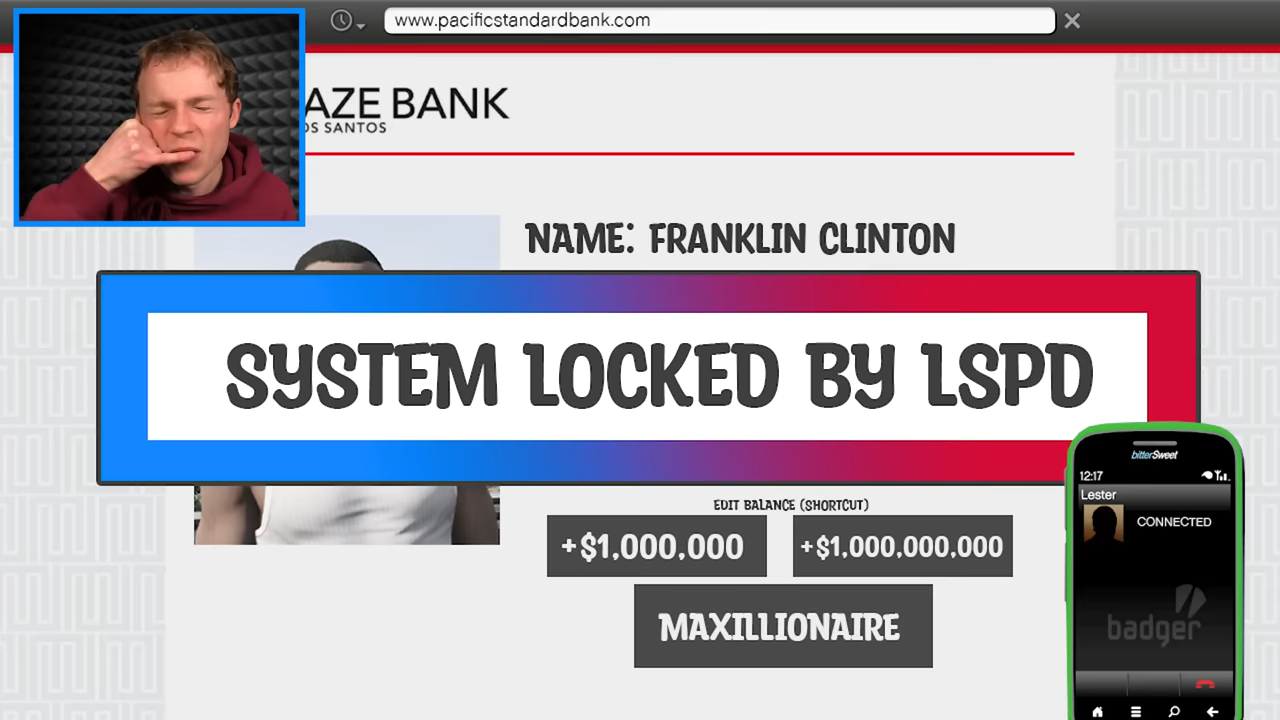 www.pacificstandardbank.com
AZE BANK
OS SANTOS
NAME: FRANKLIN CLINTON
SYSTEM LOCKED BY LSPD
bitterSweet
12:17
Lester
CONNECTED
badger
EDIT BALANCE (SHORTCUT)
+$1,000,000
+$1,000,000,000
MAXILLIONAIRE